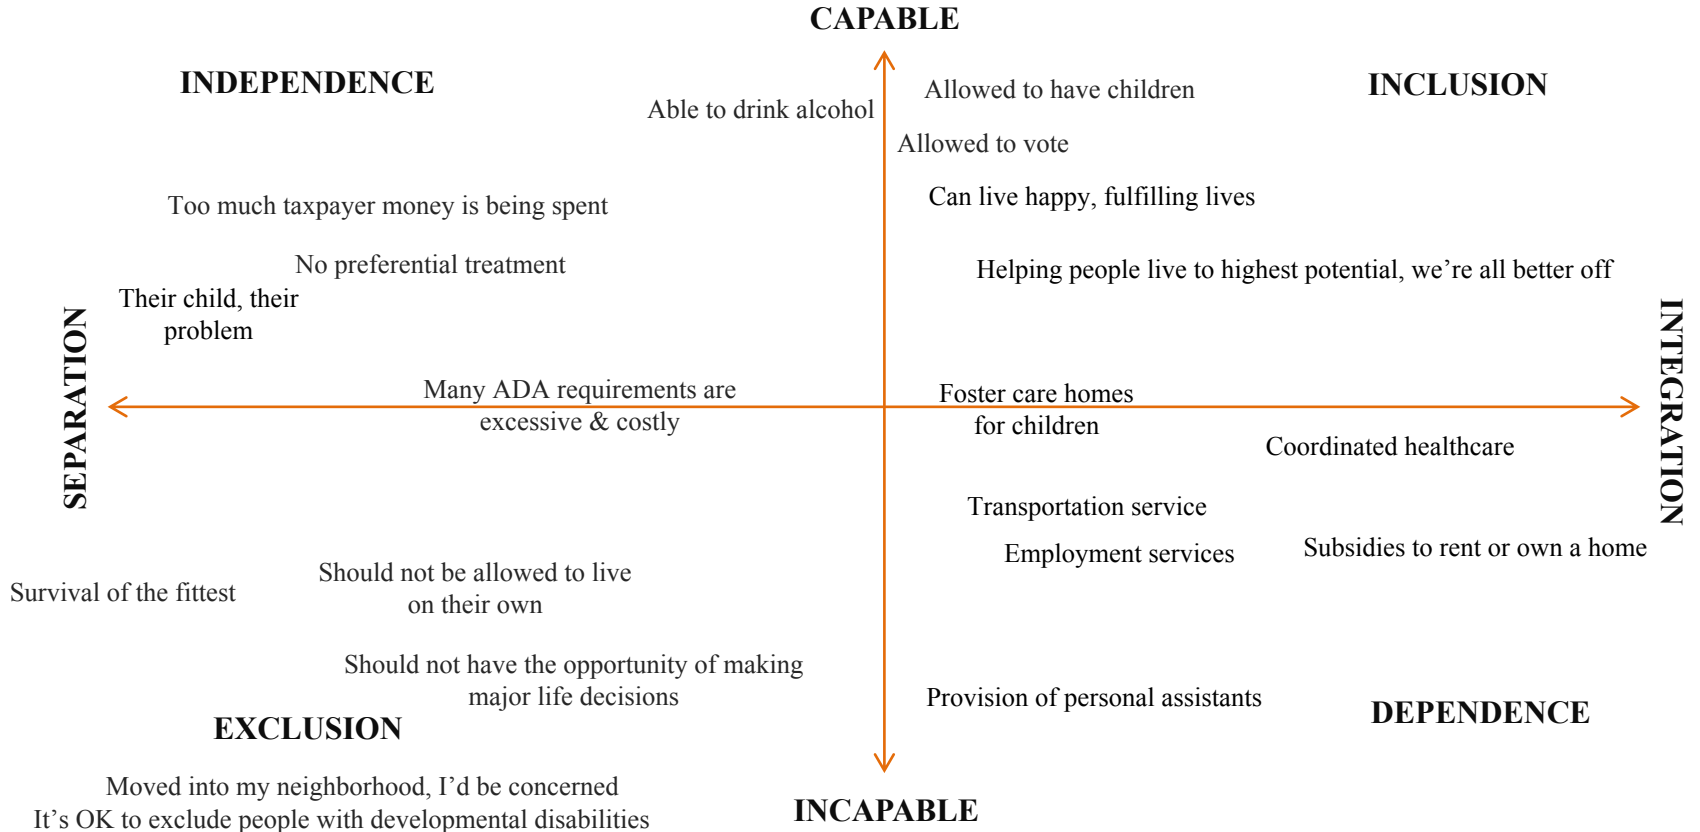 CAPABLE
INDEPENDENCE
INCLUSION
Able to drink alcohol
Allowed to have children
Allowed to vote
Too much taxpayer money is being spent
Can live happy, fulfilling lives
No preferential treatment
Helping people live to highest potential, we’re all better off
Their child, their
problem
SEPARATION
INTEGRATION
Many ADA requirements are
excessive & costly
Foster care homes
for children
Coordinated healthcare
Transportation service
Employment services
Subsidies to rent or own a home
Survival of the fittest
Should not be allowed to live
on their own
Should not have the opportunity of making
major life decisions
Provision of personal assistants
DEPENDENCE
EXCLUSION
Moved into my neighborhood, I’d be concerned
It’s OK to exclude people with developmental disabilities
INCAPABLE